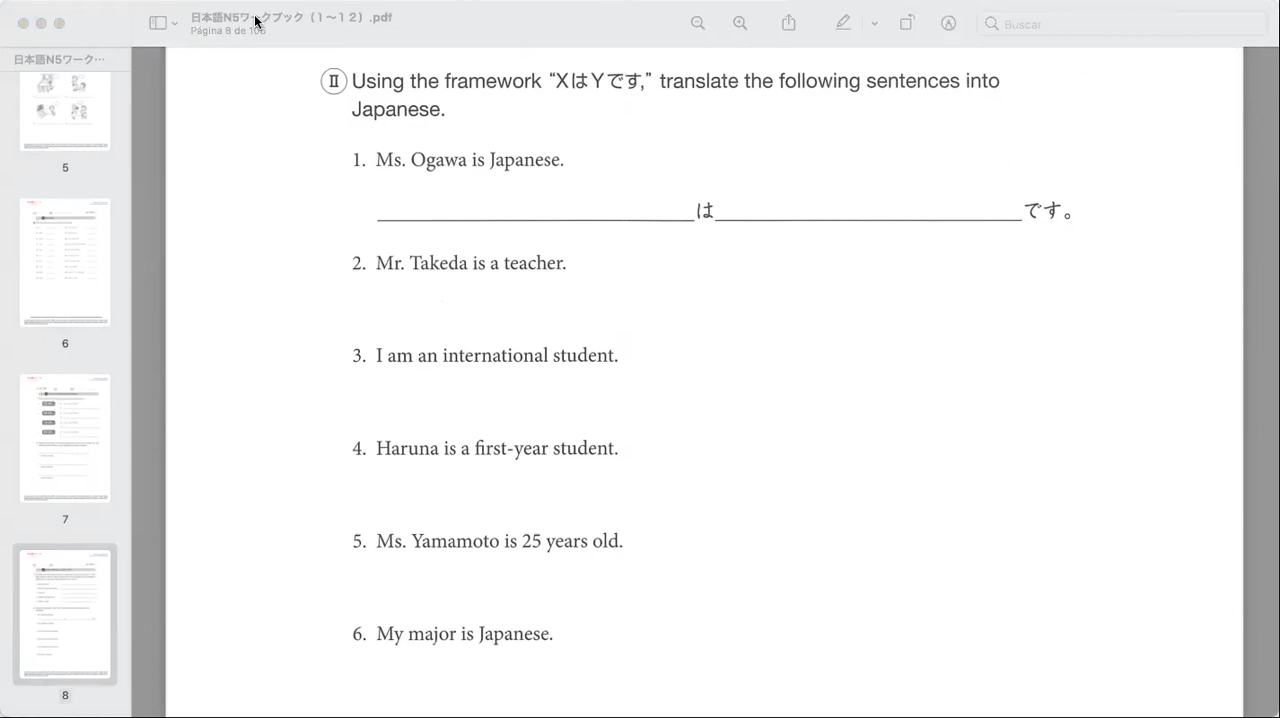 日本語N5ワークブック（１〜１２）.pdf
Página 8 de 106
Buscar
日本語N5ワーク…
5
6
7
8
Ⅱ Using the framework “XはYです,” translate the following sentences into
Japanese.
1. Ms. Ogawa is Japanese.
は です。
2. Mr. Takeda is a teacher.
3. I am an international student.
4. Haruna is a first-year student.
5. Ms. Yamamoto is 25 years old.
6. My major is Japanese.